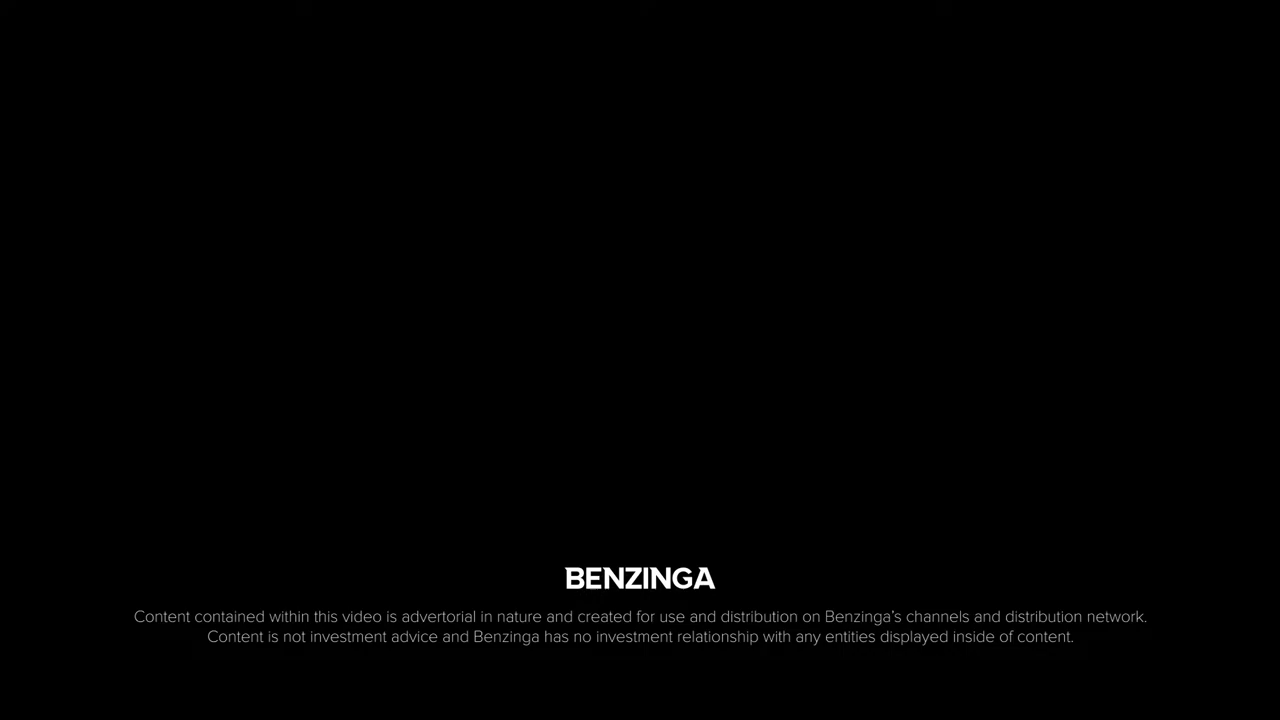 BENZINGA
Content contained within this video is advertorial in nature and created for use and distribution on Benzinga’s channels and distribution network.
Content is not investment advice and Benzinga has no investment relationship with any entities displayed inside of content.